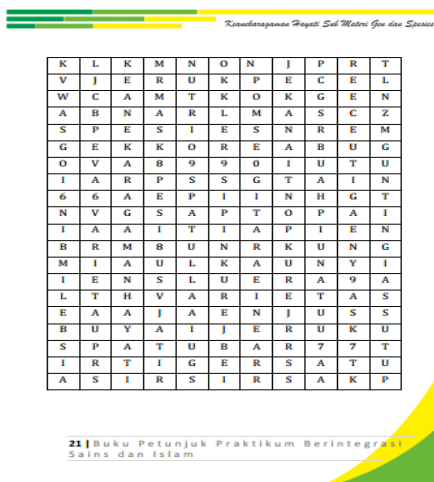 Keanekaragaman Hayati Sub Materi Gen dan Spesies
K L K M N O N J P R T
V J E R U K P E C E L
W C A M T K O K G E N
A B N A R L M A S C Z
S P E S I E S N R E M
G E K K O R E A B U G
O V A 8 9 9 0 I U T U
I A R P S S G T A I N
6 6 A E P I I N H G T
N V G S A P T O P A I
I A A I T I A P I E N
B R M 8 U N R K U N G
M I A U L K A U N Y I
I E N S L U E R A 9 A
L T H V A R I E T A S
E A A J A E N J U S S
B U Y A I J E R U K U
S P A T U B A R 7 7 T
I R T I G E R S A T U
A S I R S I R S A K P
21 | Buku Petunjuk Praktikum Berintegrasi
Sains dan Islam